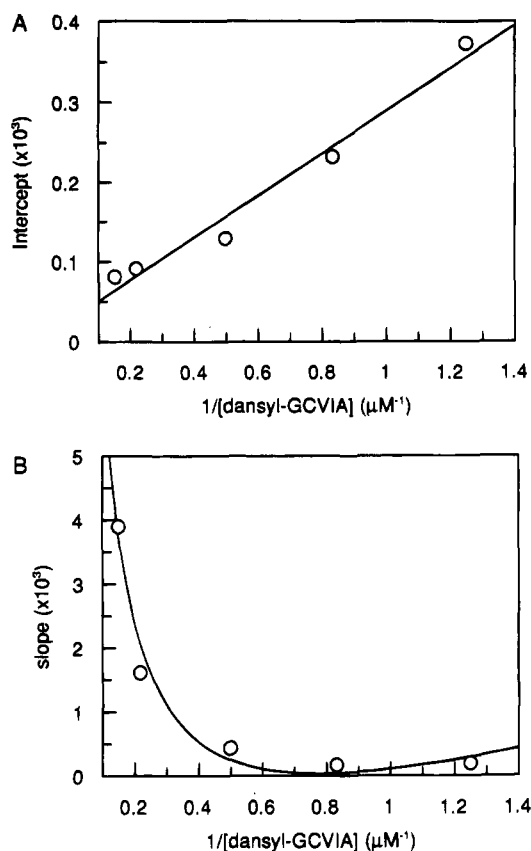 A
0.4
0.3
0.2
0.1
0
Intercept (x10³)
0.2 0.4 0.6 0.8 1 1.2 1.4
1/[dansyl-GCVIA] (µM⁻¹)
B
5
4
3
2
1
0
slope (x10³)
0.2 0.4 0.6 0.8 1 1.2 1.4
1/[dansyl-GCVIA] (µM⁻¹)